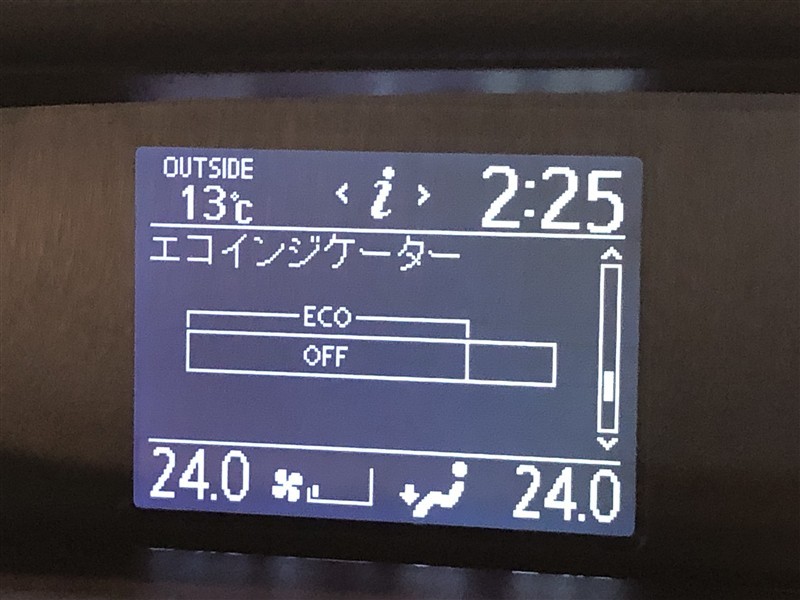 OUTSIDE
13℃
< i >
2:25
エコインジケーター
ECO
OFF
24.0
24.0